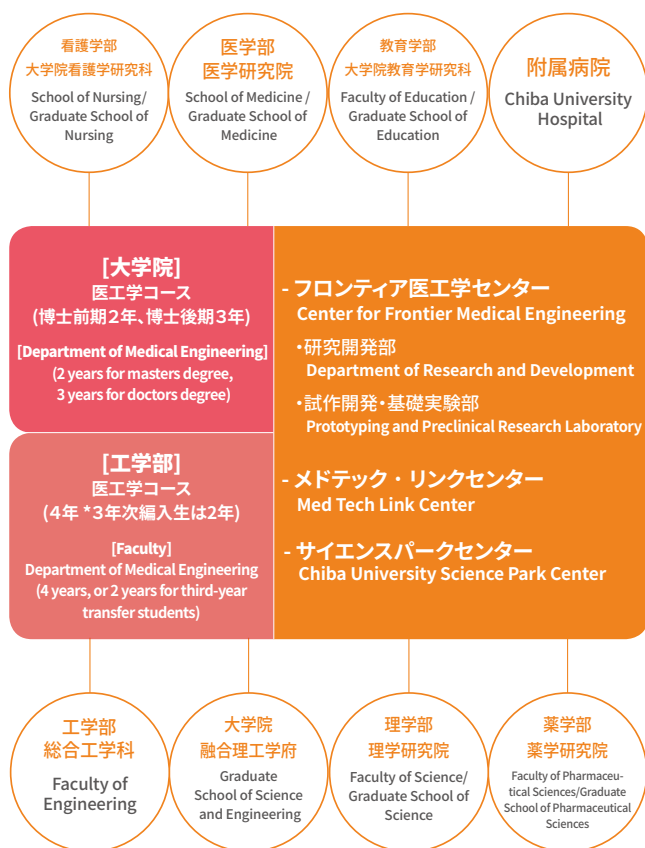 看護学部
大学院看護学研究科
School of Nursing/
Graduate School of
Nursing
医学部
医学研究院
School of Medicine /
Graduate School of
Medicine
教育学部
大学院教育学研究科
Faculty of Education /
Graduate School of
Education
附属病院
Chiba University
Hospital
[大学院]
医工学コース
(博士前期２年、博士後期３年)
[Department of Medical Engineering]
(2 years for masters degree,
3 years for doctors degree)
[工学部]
医工学コース
(４年 *３年次編入生は2年)
[Faculty]
Department of Medical Engineering
(4 years, or 2 years for third-year
transfer students)
- フロンティア医工学センター
Center for Frontier Medical Engineering
・研究開発部
Department of Research and Development
・試作開発・基礎実験部
Prototyping and Preclinical Research Laboratory
- メドテック・リンクセンター
Med Tech Link Center
- サイエンスパークセンター
Chiba University Science Park Center
工学部
総合工学科
Faculty of
Engineering
大学院
融合理工学府
Graduate
School of Science
and Engineering
理学部
理学研究院
Faculty of Science/
Graduate School of
Science
薬学部
薬学研究院
Faculty of Pharmaceu-
tical Sciences/Graduate
School of Pharmaceutical
Sciences